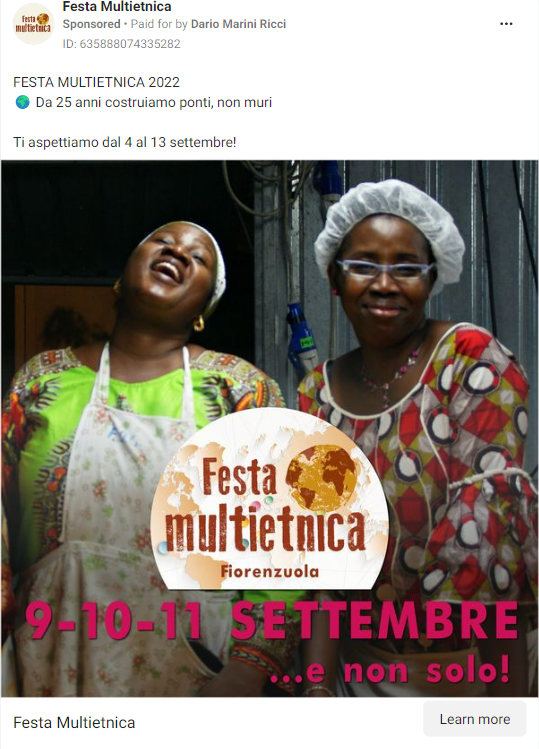 Festa Multietnica
Sponsored • Paid for by Dario Marini Ricci
ID: 635888074335282
FESTA MULTIETNICA 2022
🌍 Da 25 anni costruiamo ponti, non muri
Ti aspettiamo dal 4 al 13 settembre!
Festa
multietnica
Fiorenzuola
9-10-11 SETTEMBRE
...e non solo!
Festa Multietnica
Learn more